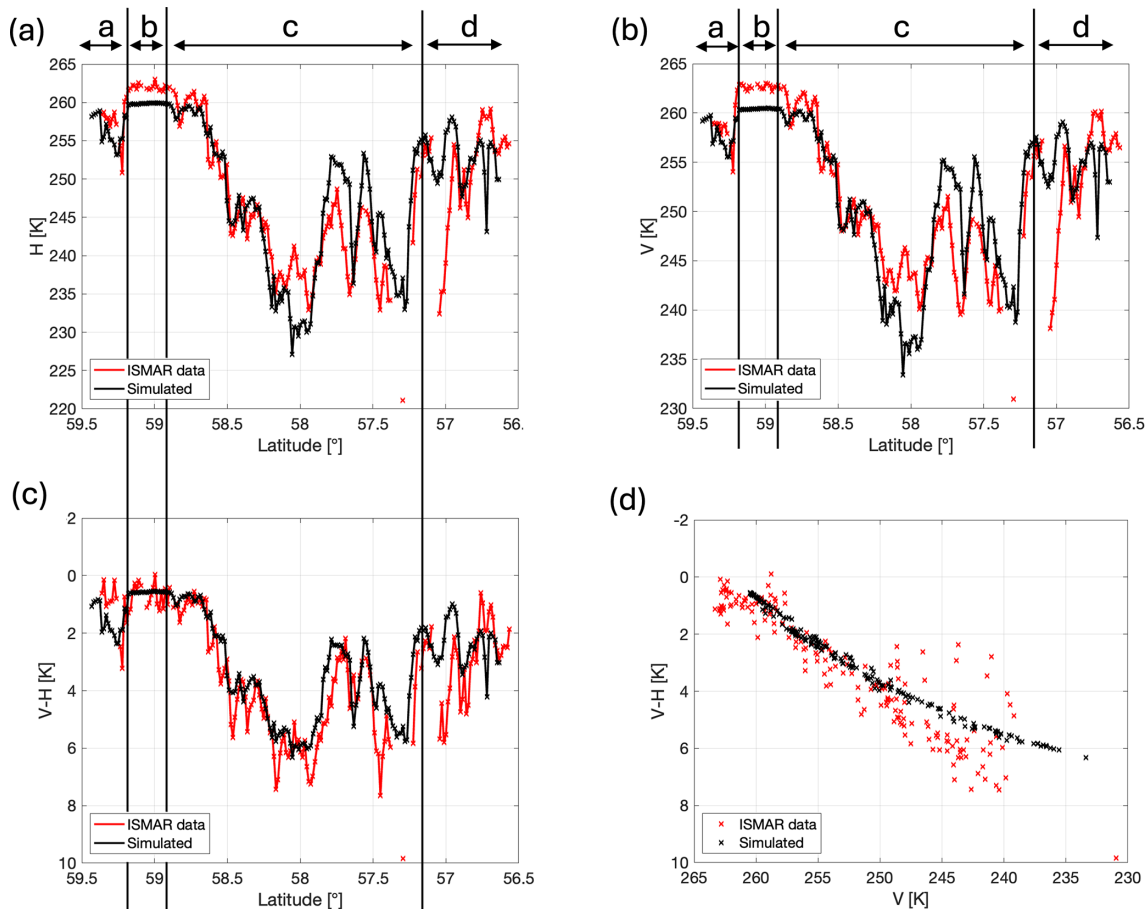 (a)
a b c d
265
260
255
250
245
240
235
230
225
220
H [K]
ISMAR data
Simulated
59.5 59 58.5 58 57.5 57 56.
Latitude [°]
(b)
a b c d
265
260
255
250
245
240
235
230
V [K]
ISMAR data
Simulated
59.5 59 58.5 58 57.5 57 56.5
Latitude [°]
(c)
2
0
2
4
6
8
10
V-H [K]
ISMAR data
Simulated
59.5 59 58.5 58 57.5 57 56.5
Latitude [°]
(d)
-2
0
2
4
6
8
10
V-H [K]
ISMAR data
Simulated
265 260 255 250 245 240 235 230
V [K]